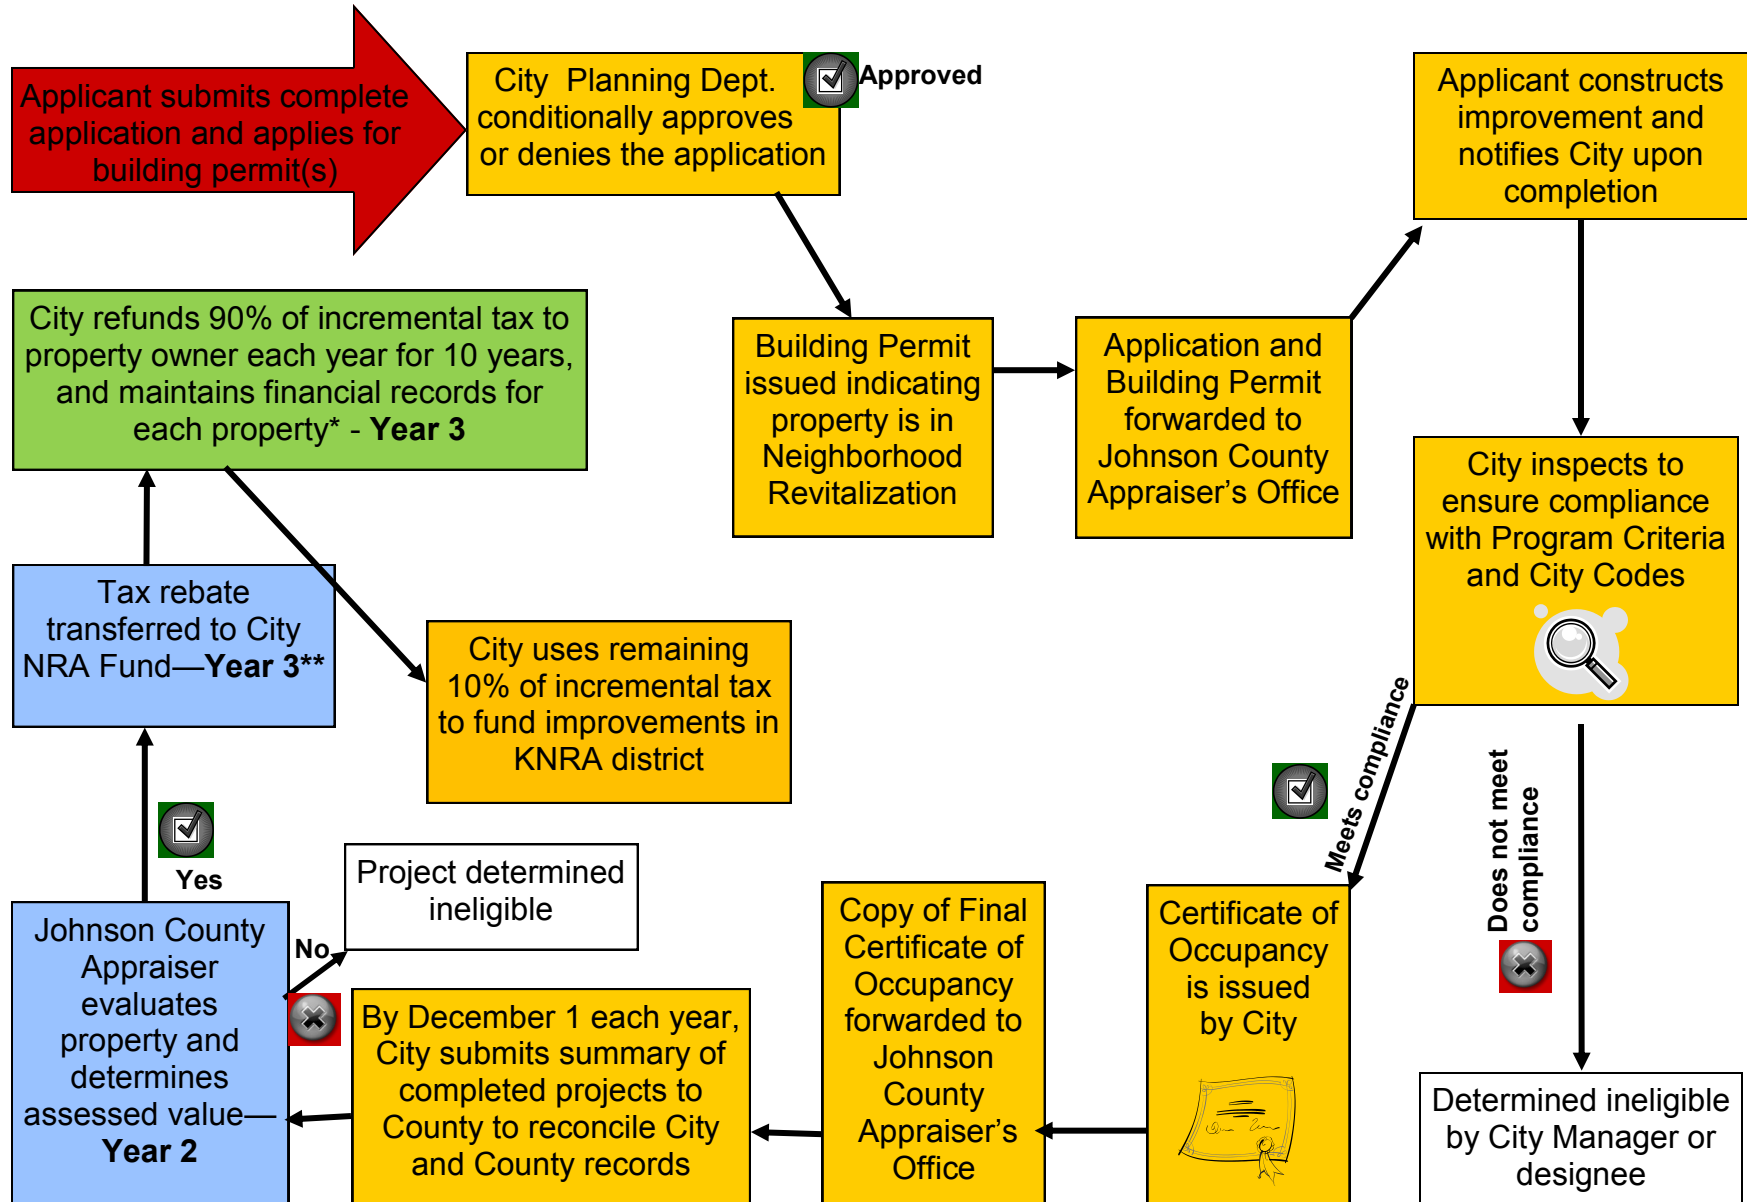 Applicant submits complete
application and applies for
building permit(s)
City Planning Dept.
conditionally approves
or denies the application
Approved
Building Permit
issued indicating
property is in
Neighborhood
Revitalization
Application and
Building Permit
forwarded to
Johnson County
Appraiser’s Office
Applicant constructs
improvement and
notifies City upon
completion
City inspects to
ensure compliance
with Program Criteria
and City Codes
Meets compliance
Does not meet
compliance
Determined ineligible
by City Manager or
designee
Certificate of
Occupancy
is issued
by City
Copy of Final
Certificate of
Occupancy
forwarded to
Johnson
County
Appraiser’s
Office
By December 1 each year,
City submits summary of
completed projects to
County to reconcile City
and County records
Johnson County
Appraiser
evaluates
property and
determines
assessed value—
Year 2
No
Project determined
ineligible
Yes
Tax rebate
transferred to City
NRA Fund—Year 3**
City refunds 90% of incremental tax to
property owner each year for 10 years,
and maintains financial records for
each property* - Year 3
City uses remaining
10% of incremental tax
to fund improvements in
KNRA district